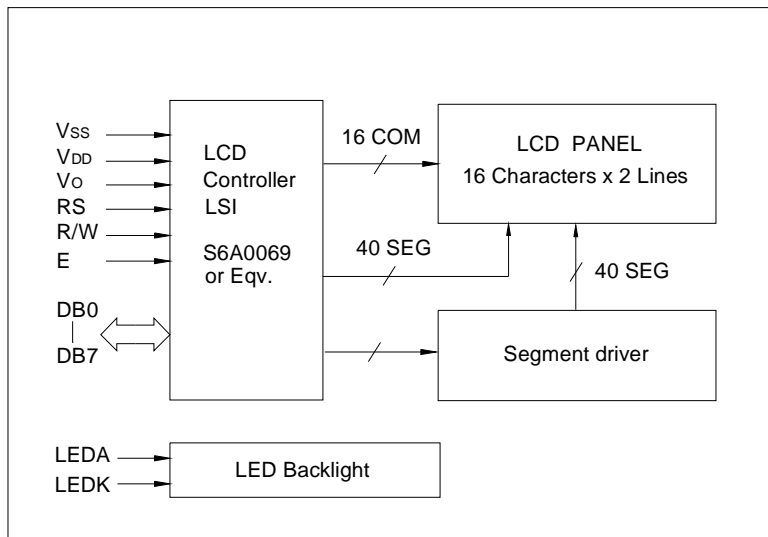 VSS
VDD
VO
RS
R/W
E
DB0
DB7
LCD
Controller
LSI
S6A0069
or Eqv.
16 COM
40 SEG
LCD PANEL
16 Characters x 2 Lines
40 SEG
Segment driver
LEDA
LEDK
LED Backlight